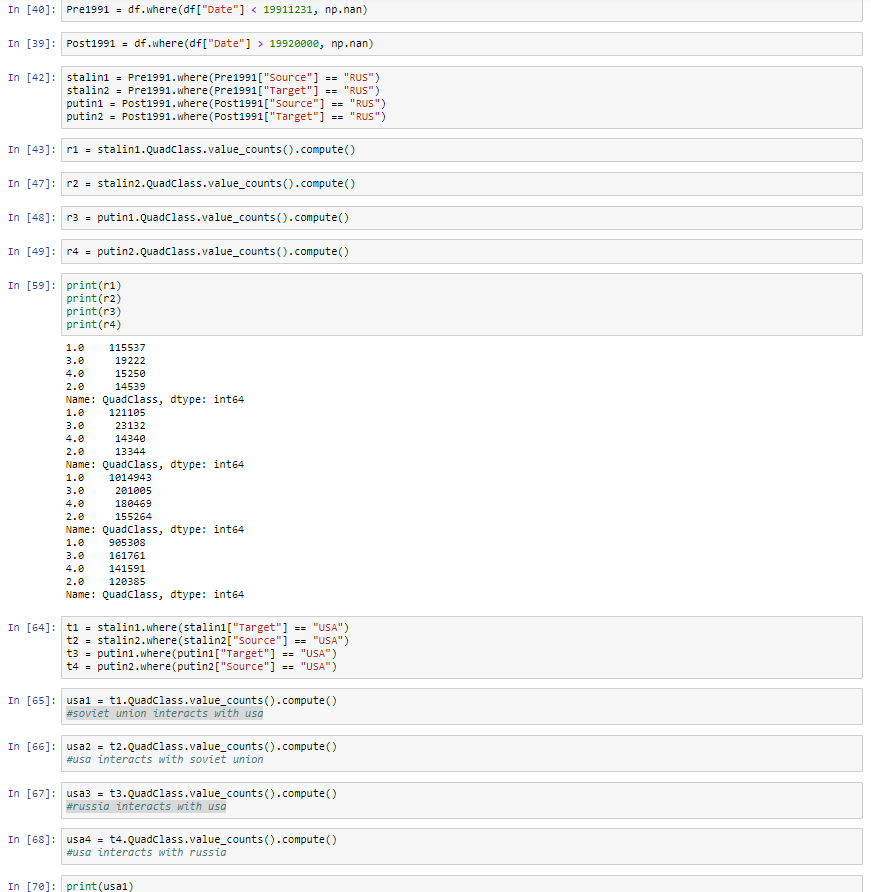 In [40]: Pre1991 = df.where(df["Date"] < 19911231, np.nan)
In [39]: Post1991 = df.where(df["Date"] > 19920000, np.nan)
In [42]: stalin1 = Pre1991.where(Pre1991["Source"] == "RUS")
stalin2 = Pre1991.where(Pre1991["Target"] == "RUS")
putin1 = Post1991.where(Post1991["Source"] == "RUS")
putin2 = Post1991.where(Post1991["Target"] == "RUS")
In [43]: r1 = stalin1.QuadClass.value_counts().compute()
In [47]: r2 = stalin2.QuadClass.value_counts().compute()
In [48]: r3 = putin1.QuadClass.value_counts().compute()
In [49]: r4 = putin2.QuadClass.value_counts().compute()
In [59]: print(r1)
print(r2)
print(r3)
print(r4)
1.0    115537
3.0     19222
4.0     15250
2.0     14539
Name: QuadClass, dtype: int64
1.0    121105
3.0     23132
4.0     14340
2.0     13344
Name: QuadClass, dtype: int64
1.0    1014943
3.0     201005
4.0     180469
2.0     155264
Name: QuadClass, dtype: int64
1.0    905308
3.0    161761
4.0    141591
2.0    120385
Name: QuadClass, dtype: int64
In [64]: t1 = stalin1.where(stalin1["Target"] == "USA")
t2 = stalin2.where(stalin2["Source"] == "USA")
t3 = putin1.where(putin1["Target"] == "USA")
t4 = putin2.where(putin2["Source"] == "USA")
In [65]: usa1 = t1.QuadClass.value_counts().compute()
#soviet union interacts with usa
In [66]: usa2 = t2.QuadClass.value_counts().compute()
#usa interacts with soviet union
In [67]: usa3 = t3.QuadClass.value_counts().compute()
#russia interacts with usa
In [68]: usa4 = t4.QuadClass.value_counts().compute()
#usa interacts with russia
In [70]: print(usa1)